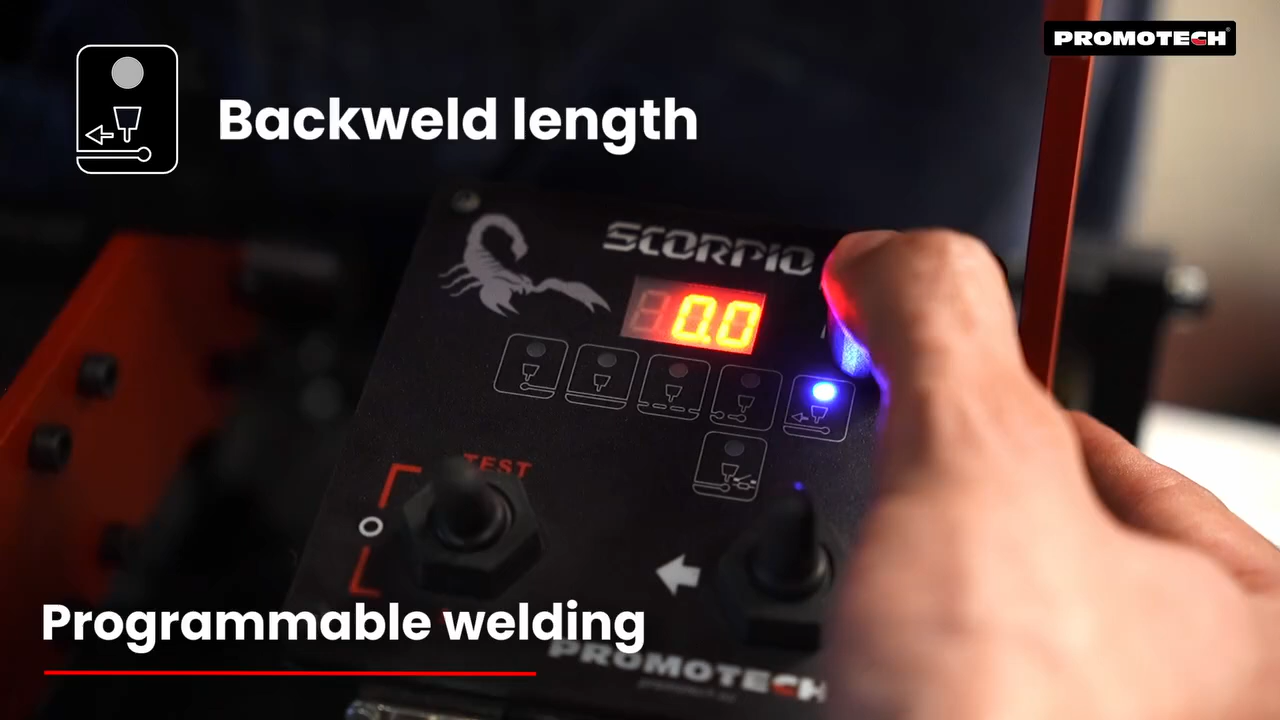 PROMOTECH®
Backweld length
SCORPIO
0.0
TEST
Programmable welding
PROMOTECH